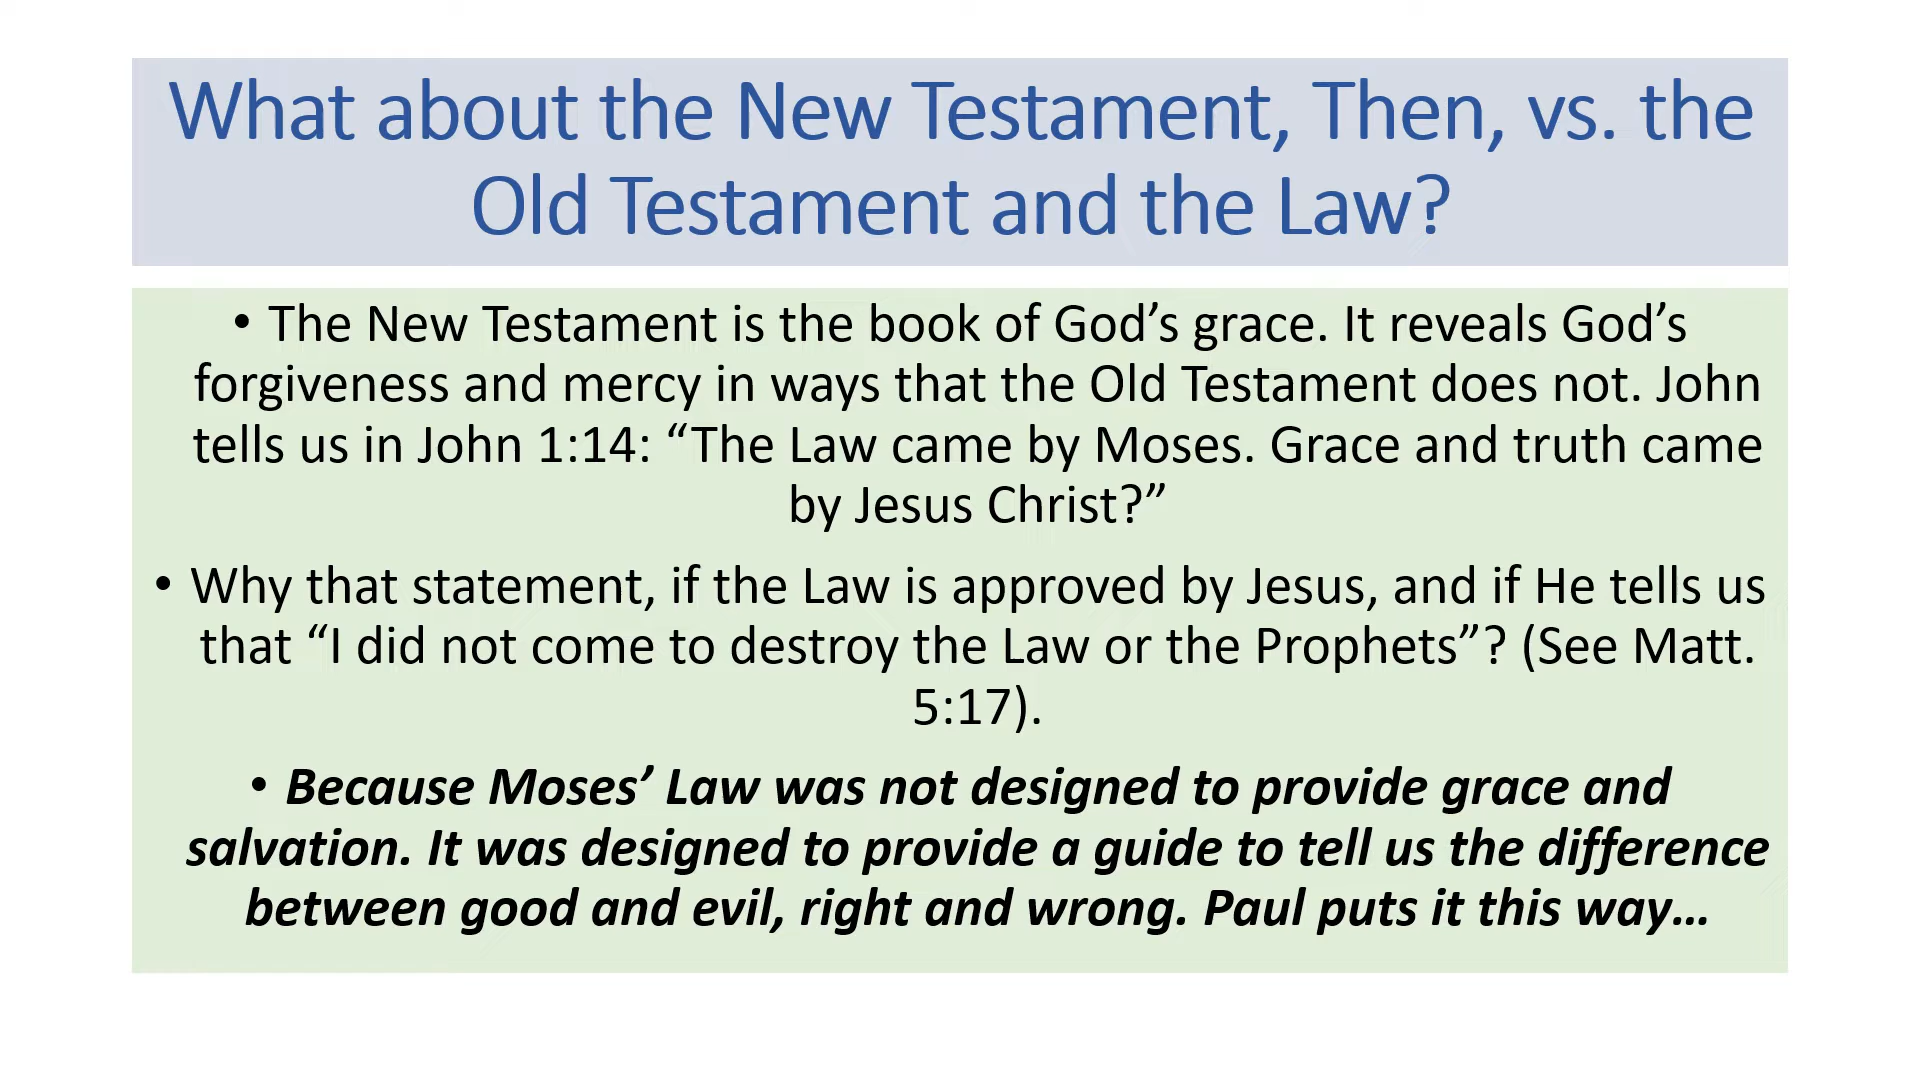 What about the New Testament, Then, vs. the
Old Testament and the Law?
• The New Testament is the book of God’s grace. It reveals God’s
forgiveness and mercy in ways that the Old Testament does not. John
tells us in John 1:14: “The Law came by Moses. Grace and truth came
by Jesus Christ?”
• Why that statement, if the Law is approved by Jesus, and if He tells us
that “I did not come to destroy the Law or the Prophets”? (See Matt.
5:17).
• Because Moses’ Law was not designed to provide grace and
salvation. It was designed to provide a guide to tell us the difference
between good and evil, right and wrong. Paul puts it this way…